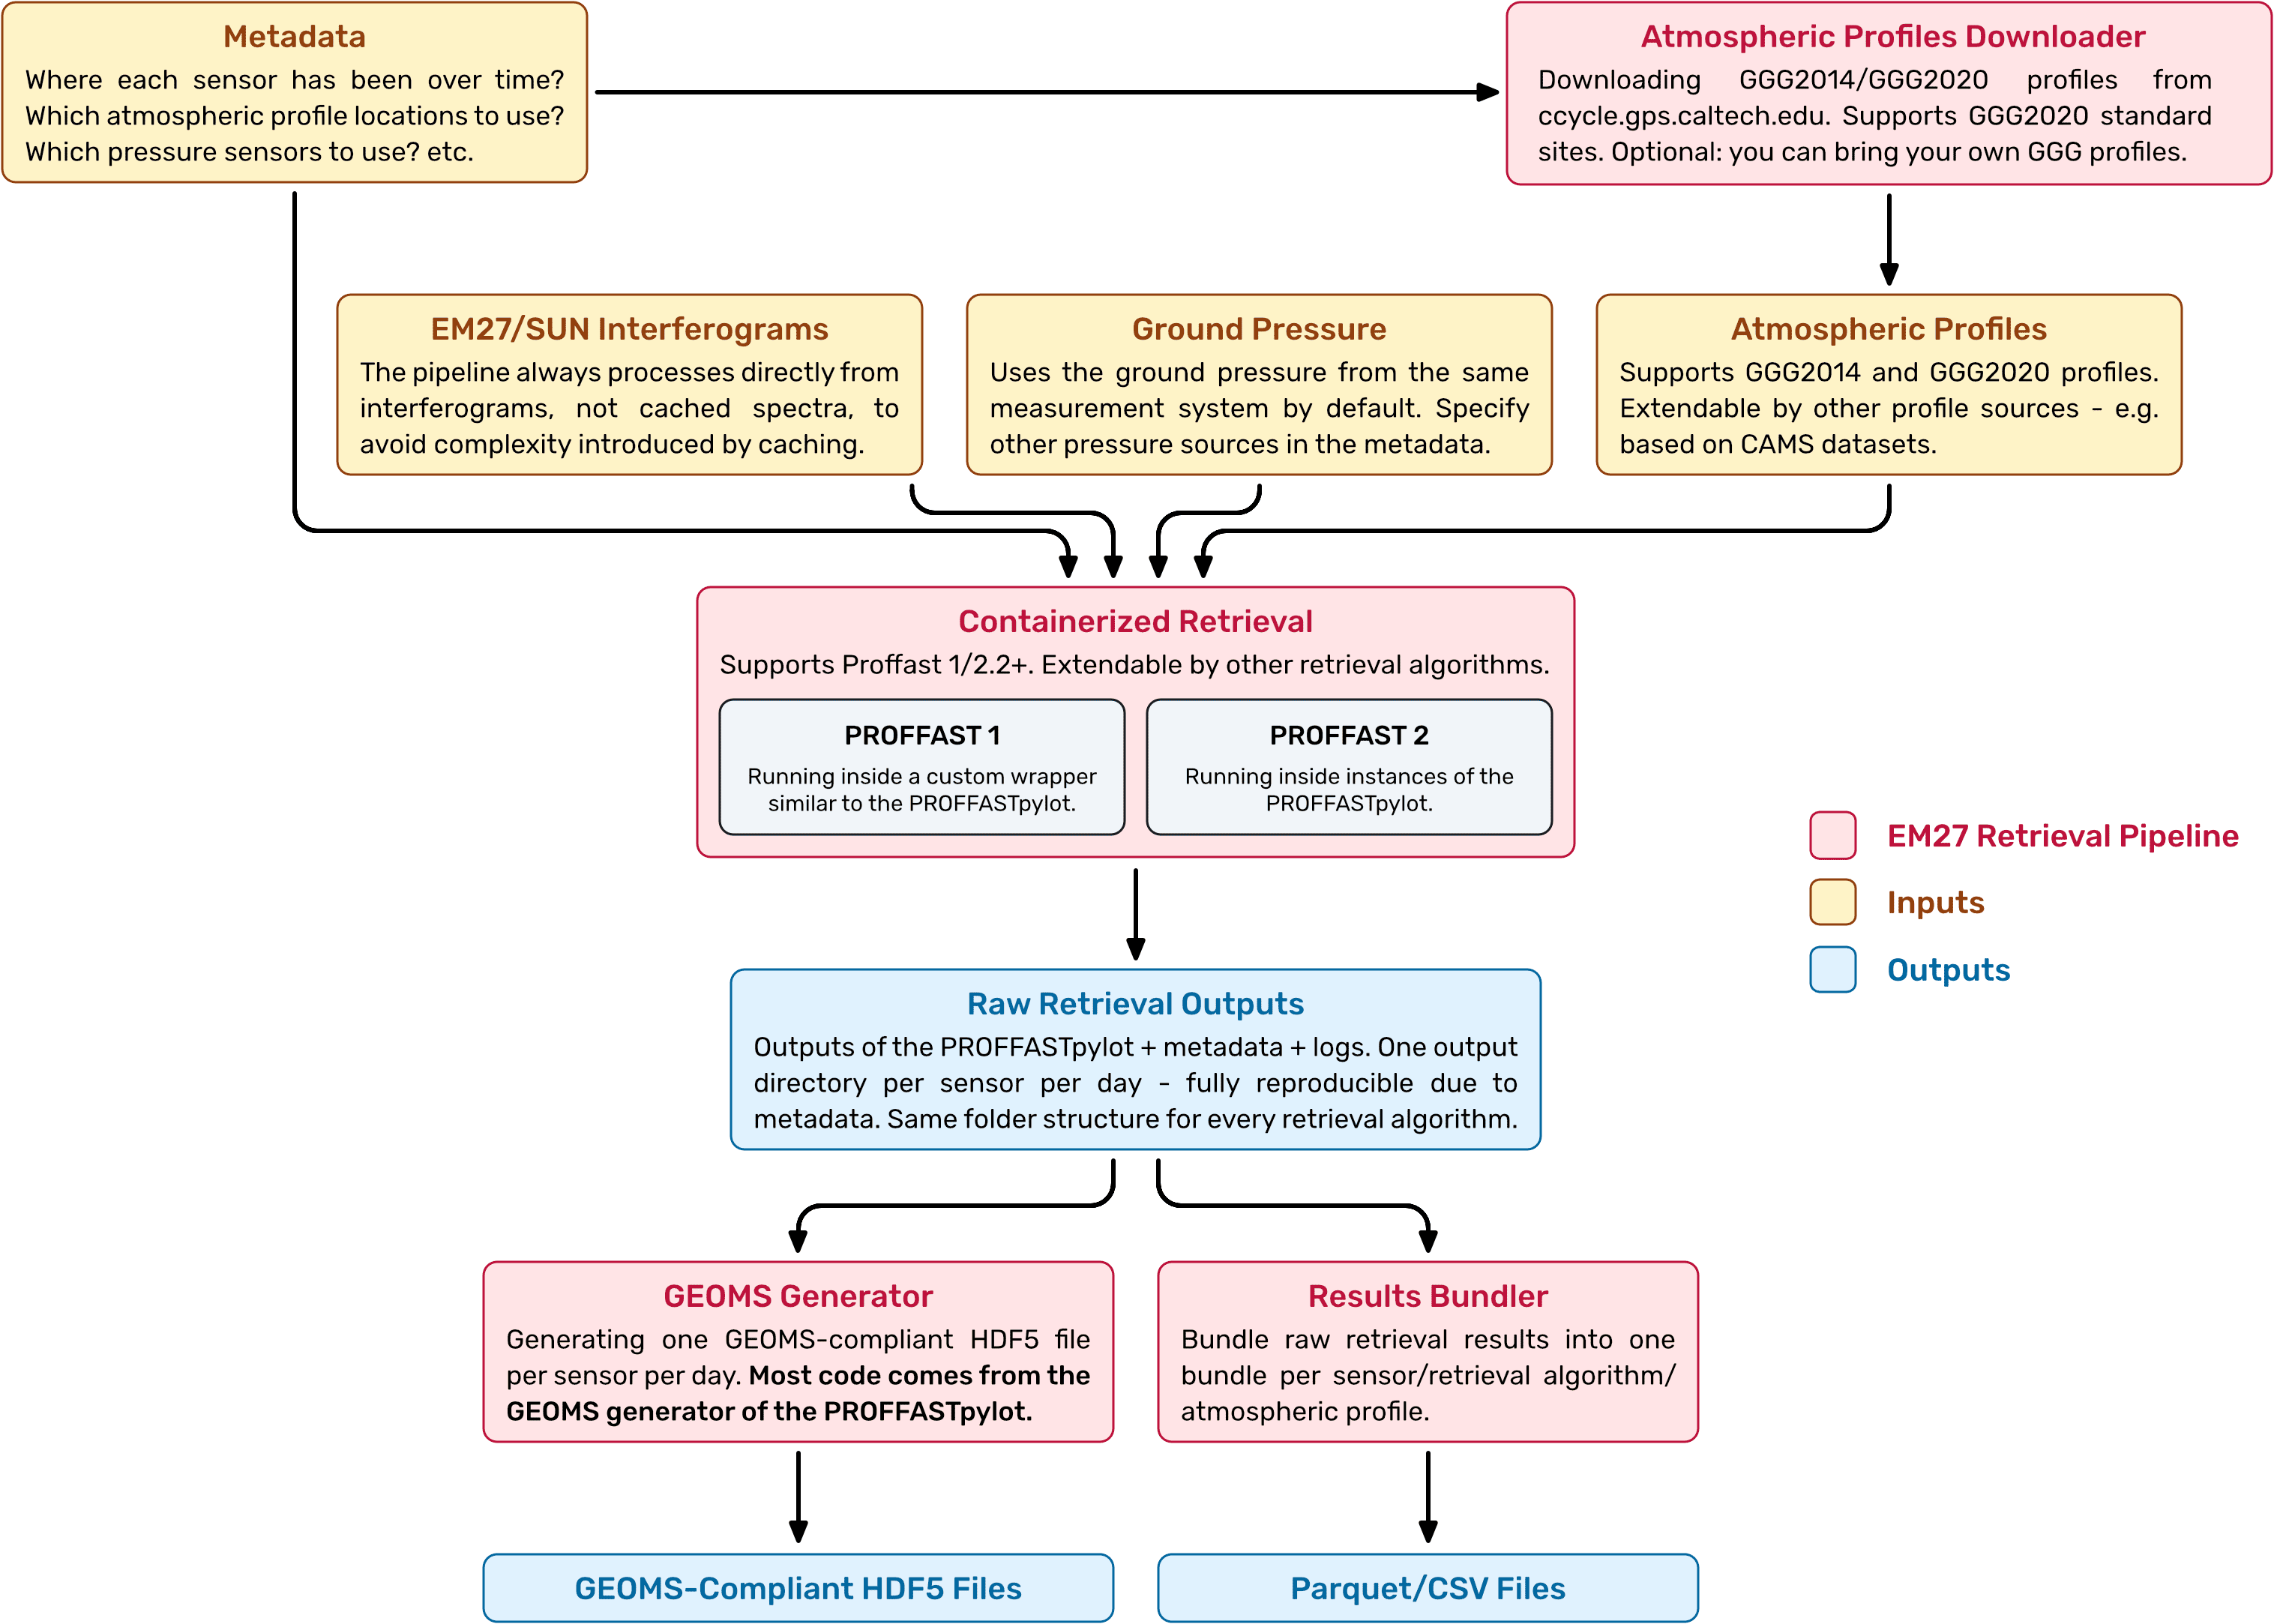 Metadata
Where each sensor has been over time?
Which atmospheric profile locations to use?
Which pressure sensors to use? etc.
Atmospheric Profiles Downloader
Downloading GGG2014/GGG2020 profiles from
ccycle.gps.caltech.edu. Supports GGG2020 standard
sites. Optional: you can bring your own GGG profiles.
EM27/SUN Interferograms
The pipeline always processes directly from
interferograms, not cached spectra, to
avoid complexity introduced by caching.
Ground Pressure
Uses the ground pressure from the same
measurement system by default. Specify
other pressure sources in the metadata.
Atmospheric Profiles
Supports GGG2014 and GGG2020 profiles.
Extendable by other profile sources - e.g.
based on CAMS datasets.
Containerized Retrieval
Supports Proffast 1/2.2+. Extendable by other retrieval algorithms.
PROFFAST 1
Running inside a custom wrapper
similar to the PROFFASTpylot.
PROFFAST 2
Running inside instances of the
PROFFASTpylot.
EM27 Retrieval Pipeline
Inputs
Outputs
Raw Retrieval Outputs
Outputs of the PROFFASTpylot + metadata + logs. One output
directory per sensor per day - fully reproducible due to
metadata. Same folder structure for every retrieval algorithm.
GEOMS Generator
Generating one GEOMS-compliant HDF5 file
per sensor per day. Most code comes from the
GEOMS generator of the PROFFASTpylot.
Results Bundler
Bundle raw retrieval results into one
bundle per sensor/retrieval algorithm/
atmospheric profile.
GEOMS-Compliant HDF5 Files
Parquet/CSV Files